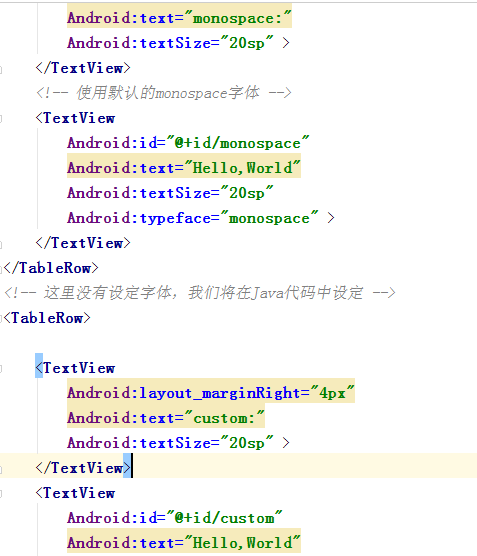 Android:text="monospace:"
Android:textSize="20sp" >
</TextView>
<!-- 使用默认的monospace字体 -->
<TextView
Android:id="@+id/monospace"
Android:text="Hello,World"
Android:textSize="20sp"
Android:typeface="monospace" >
</TextView>
</TableRow>
<!-- 这里没有设定字体，我们将在Java代码中设定 -->
<TableRow>
<TextView
Android:layout_marginRight="4px"
Android:text="custom:"
Android:textSize="20sp" >
</TextView>
<TextView
Android:id="@+id/custom"
Android:text="Hello,World"